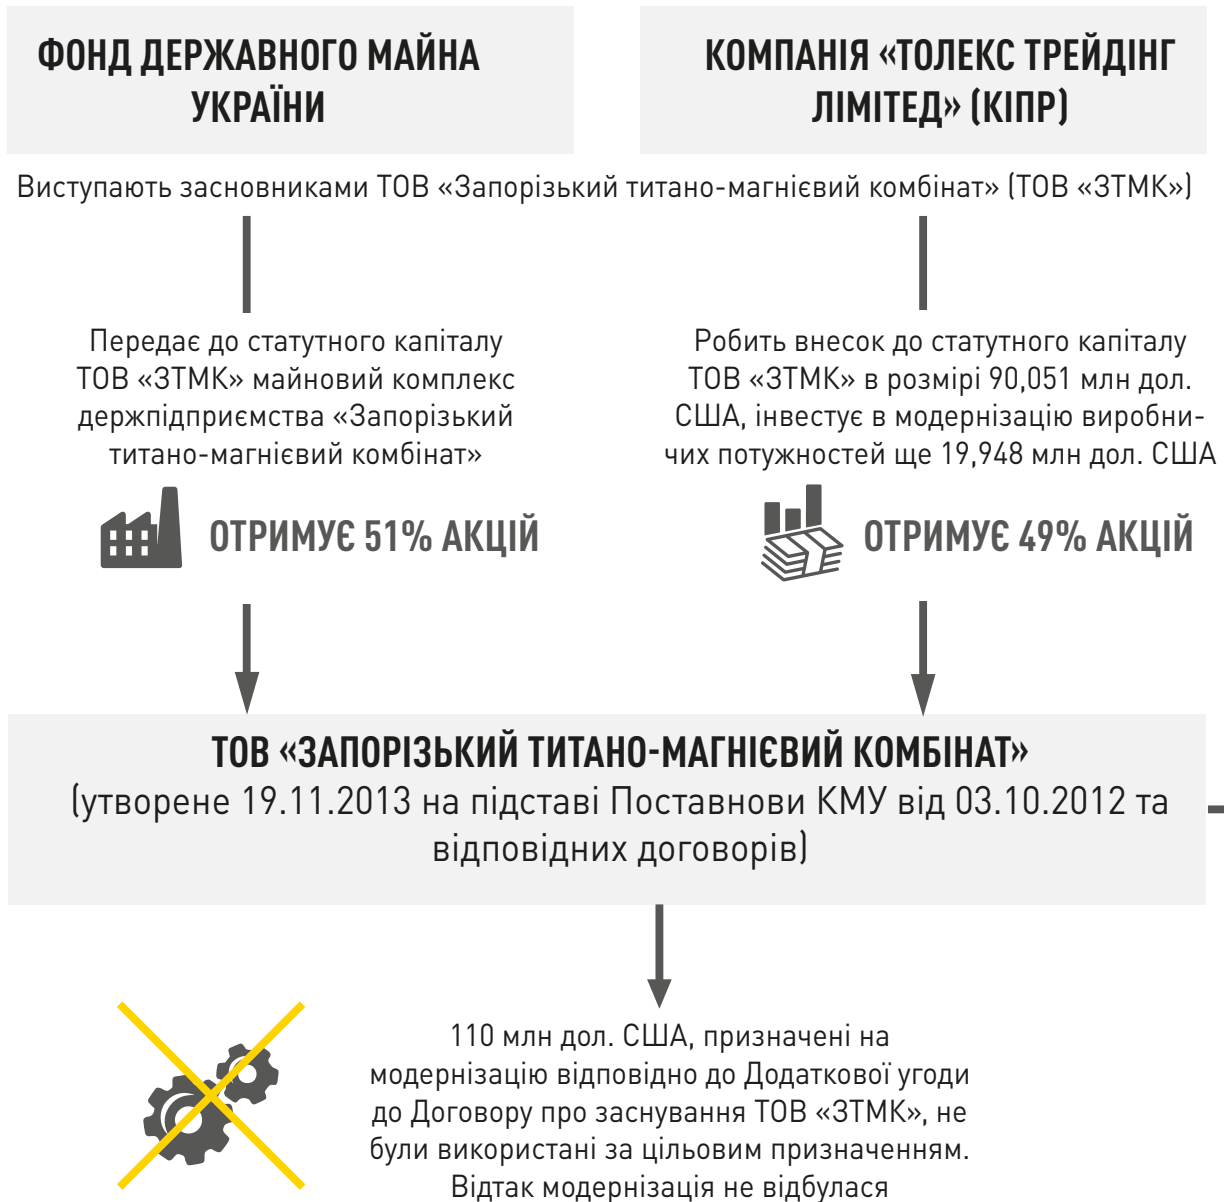 ФОНД ДЕРЖАВНОГО МАЙНА
УКРАЇНИ
КОМПАНІЯ «ТОЛЕКС ТРЕЙДІНГ
ЛІМІТЕД» (КІПР)
Виступають засновниками ТОВ «Запорізький титано-магнієвий комбінат» (ТОВ «ЗТМК»)
Передає до статутного капіталу
ТОВ «ЗТМК» майновий комплекс
держпідприємства «Запорізький
титано-магнієвий комбінат»
ОТРИМУЄ 51% АКЦІЙ
Робить внесок до статутного капіталу
ТОВ «ЗТМК» в розмірі 90,051 млн дол.
США, інвестує в модернізацію виробни-
чих потужностей ще 19,948 млн дол. США
ОТРИМУЄ 49% АКЦІЙ
ТОВ «ЗАПОРІЗЬКИЙ ТИТАНО-МАГНІЄВИЙ КОМБІНАТ»
(утворене 19.11.2013 на підставі Поставнови КМУ від 03.10.2012 та
відповідних договорів)
110 млн дол. США, призначені на
модернізацію відповідно до Додаткової угоди
до Договору про заснування ТОВ «ЗТМК», не
були використані за цільовим призначенням.
Відтак модернізація не відбулася